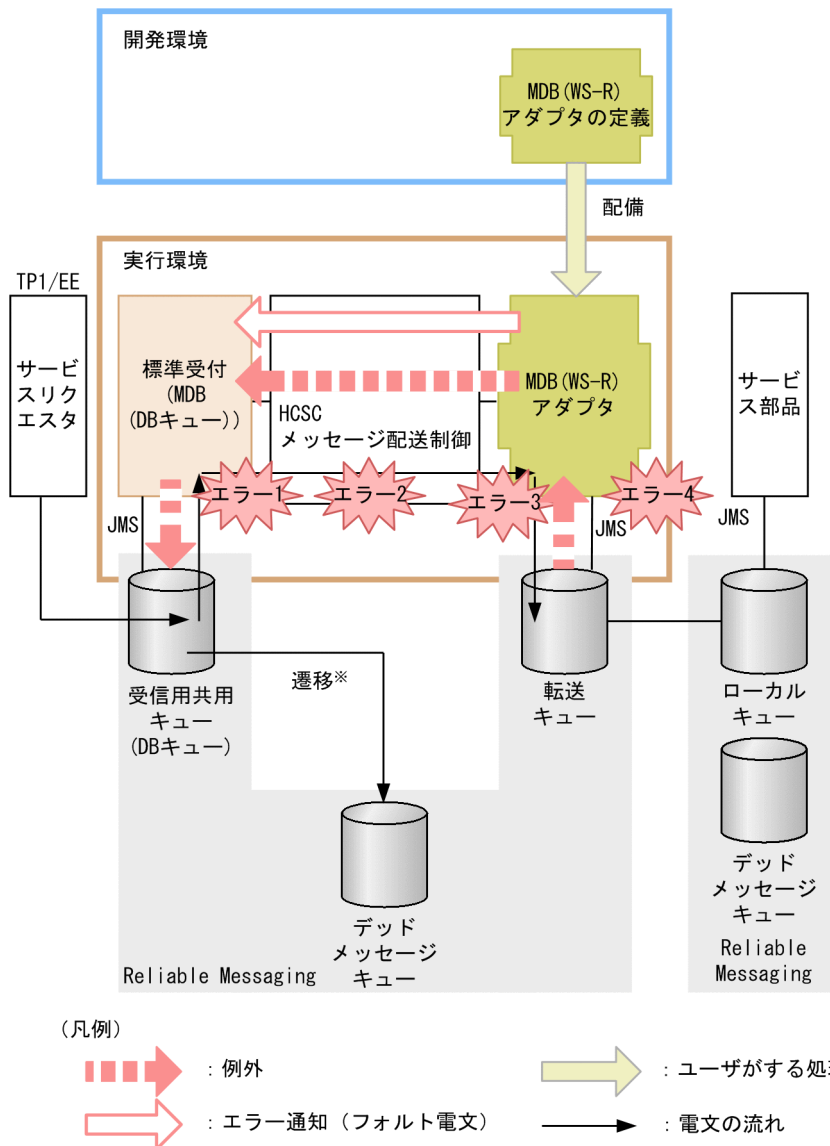 開発環境
MDB(WS-R)
アダプタの定義
配備
実行環境
TP1/EE
サービ
スリク
エスタ
標準受付
(MDB
(DBキュー))
HCSC
メッセージ配送制御
MDB(WS-R)
アダプタ
サービ
ス部品
エラー1
エラー2
エラー3
エラー4
JMS
JMS
JMS
受信用共用
キュー
(DBキュー)
遷移※
転送
キュー
ローカル
キュー
デッド
メッセージ
キュー
デッド
メッセージ
キュー
Reliable Messaging
Reliable
Messaging
(凡例)
：例外
：ユーザがする処
：エラー通知（フォルト電文）
：電文の流れ